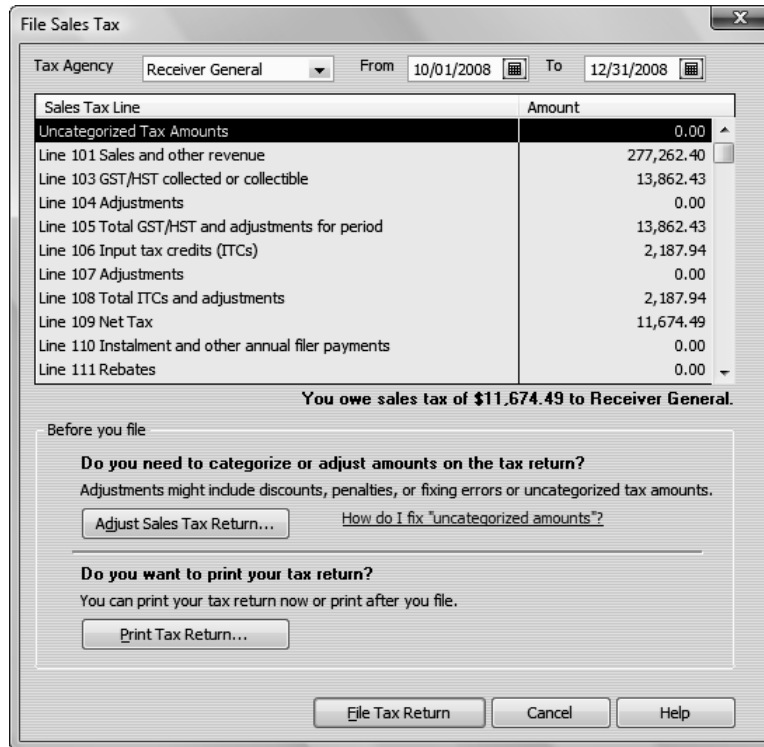 File Sales Tax
X
Tax Agency Receiver General From 10/01/2008 To 12/31/2008
Sales Tax Line Amount
Uncategorized Tax Amounts 0.00
Line 101 Sales and other revenue 277,262.40
Line 103 GST/HST collected or collectible 13,862.43
Line 104 Adjustments 0.00
Line 105 Total GST/HST and adjustments for period 13,862.43
Line 106 Input tax credits (ITCs) 2,187.94
Line 107 Adjustments 0.00
Line 108 Total ITCs and adjustments 2,187.94
Line 109 Net Tax 11,674.49
Line 110 Instalment and other annual filer payments 0.00
Line 111 Rebates 0.00
You owe sales tax of $11,674.49 to Receiver General.
Before you file
Do you need to categorize or adjust amounts on the tax return?
Adjustments might include discounts, penalties, or fixing errors or uncategorized tax amounts.
Adjust Sales Tax Return... How do I fix "uncategorized amounts"?
Do you want to print your tax return?
You can print your tax return now or print after you file.
Print Tax Return...
File Tax Return Cancel Help